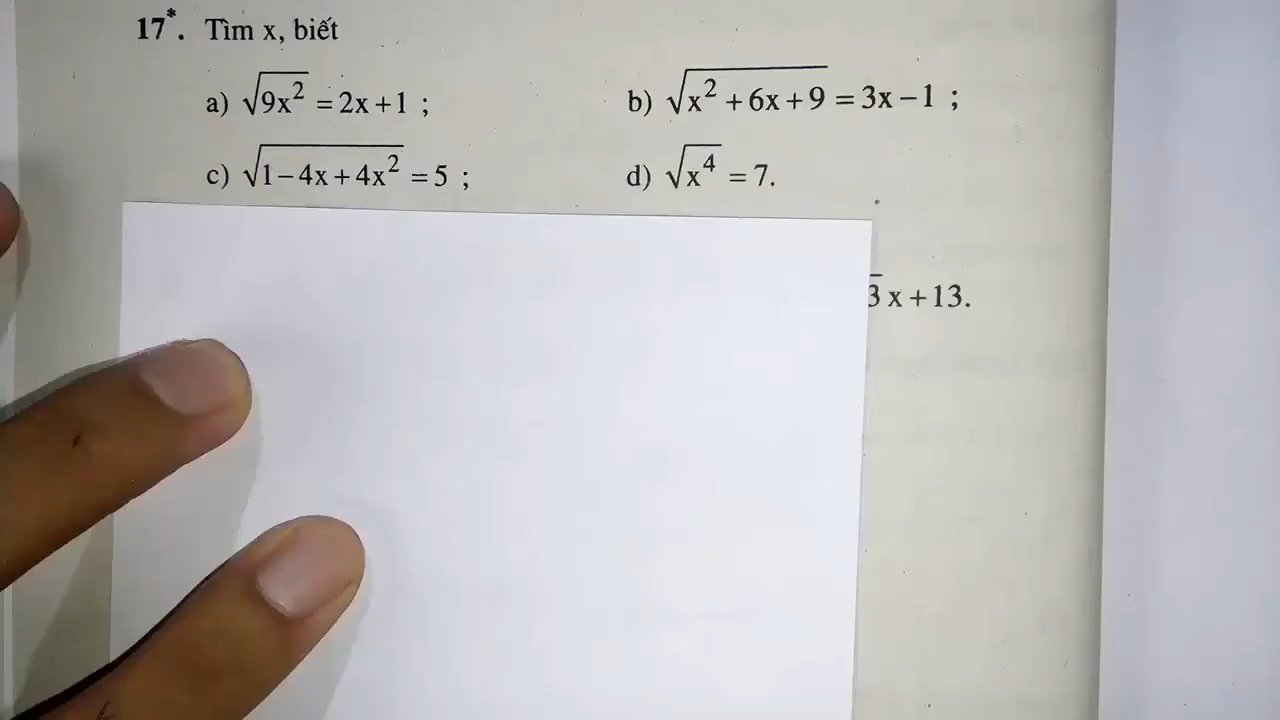 17*. Tìm x, biết
a) √9x² = 2x + 1 ; b) √x² + 6x + 9 = 3x – 1 ;
c) √1 – 4x + 4x² = 5 ; d) √x⁴ = 7.
3 x + 13.